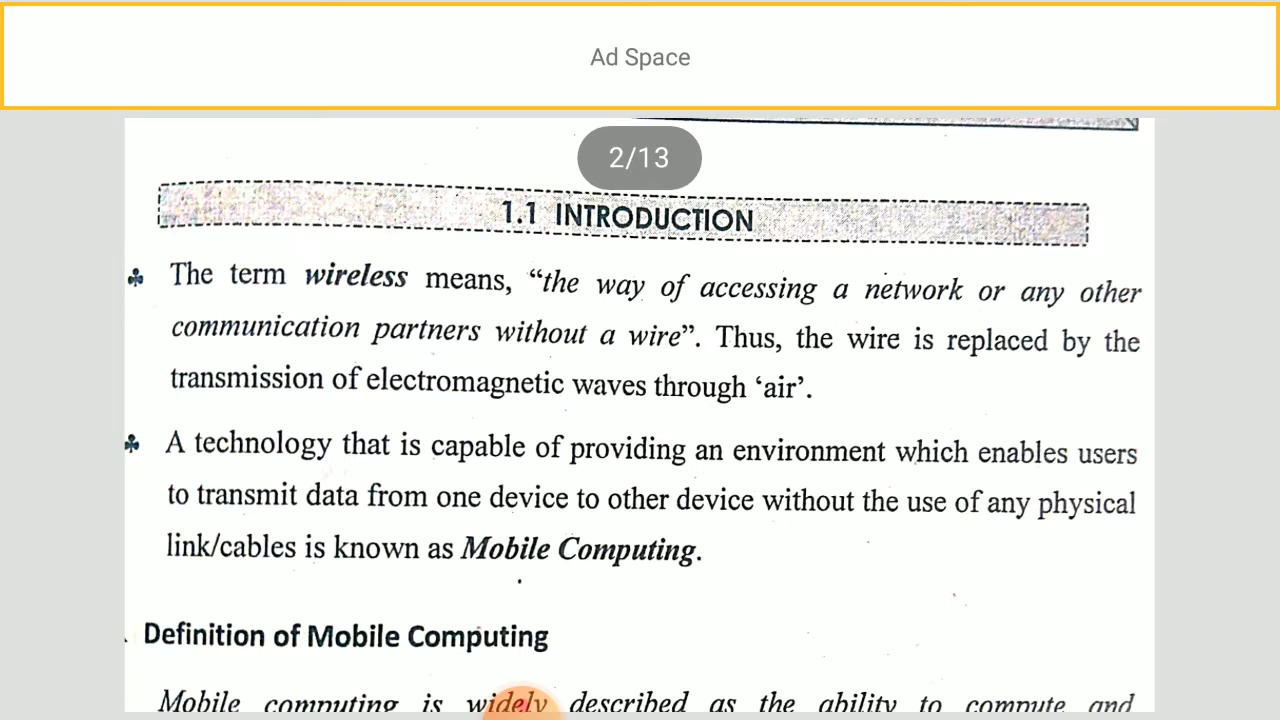 Ad Space
2/13
1.1 INTRODUCTION
♣ The term wireless means, “the way of accessing a network or any other
communication partners without a wire”. Thus, the wire is replaced by the
transmission of electromagnetic waves through ‘air’.
♣ A technology that is capable of providing an environment which enables users
to transmit data from one device to other device without the use of any physical
link/cables is known as Mobile Computing.
Definition of Mobile Computing
Mobile computing is widely described as the ability to compute and